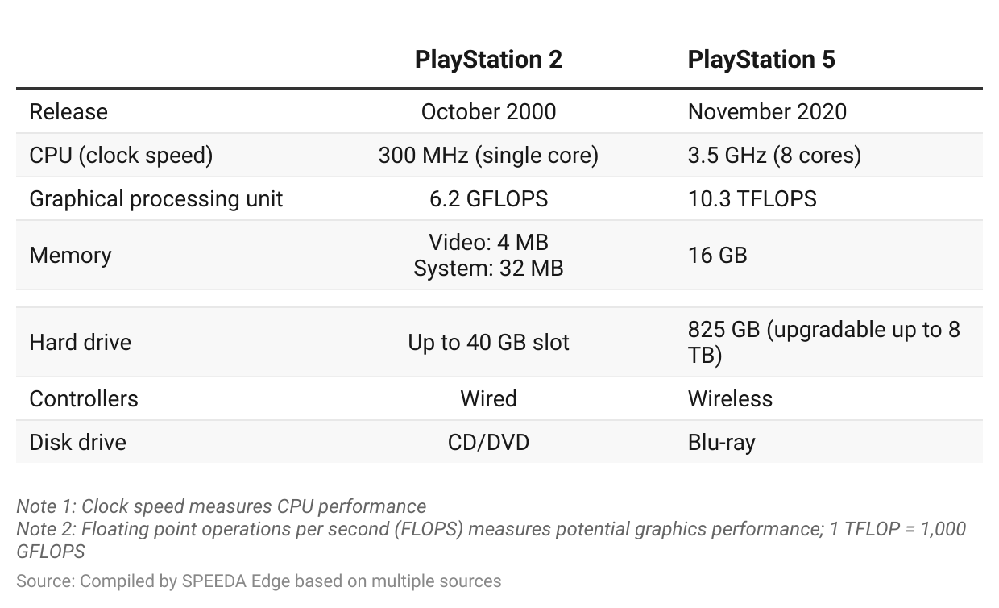 PlayStation 2 PlayStation 5
Release October 2000 November 2020
CPU (clock speed) 300 MHz (single core) 3.5 GHz (8 cores)
Graphical processing unit 6.2 GFLOPS 10.3 TFLOPS
Memory Video: 4 MB
System: 32 MB 16 GB
Hard drive Up to 40 GB slot 825 GB (upgradable up to 8
TB)
Controllers Wired Wireless
Disk drive CD/DVD Blu-ray
Note 1: Clock speed measures CPU performance
Note 2: Floating point operations per second (FLOPS) measures potential graphics performance; 1 TFLOP = 1,000
GFLOPS
Source: Compiled by SPEEDA Edge based on multiple sources